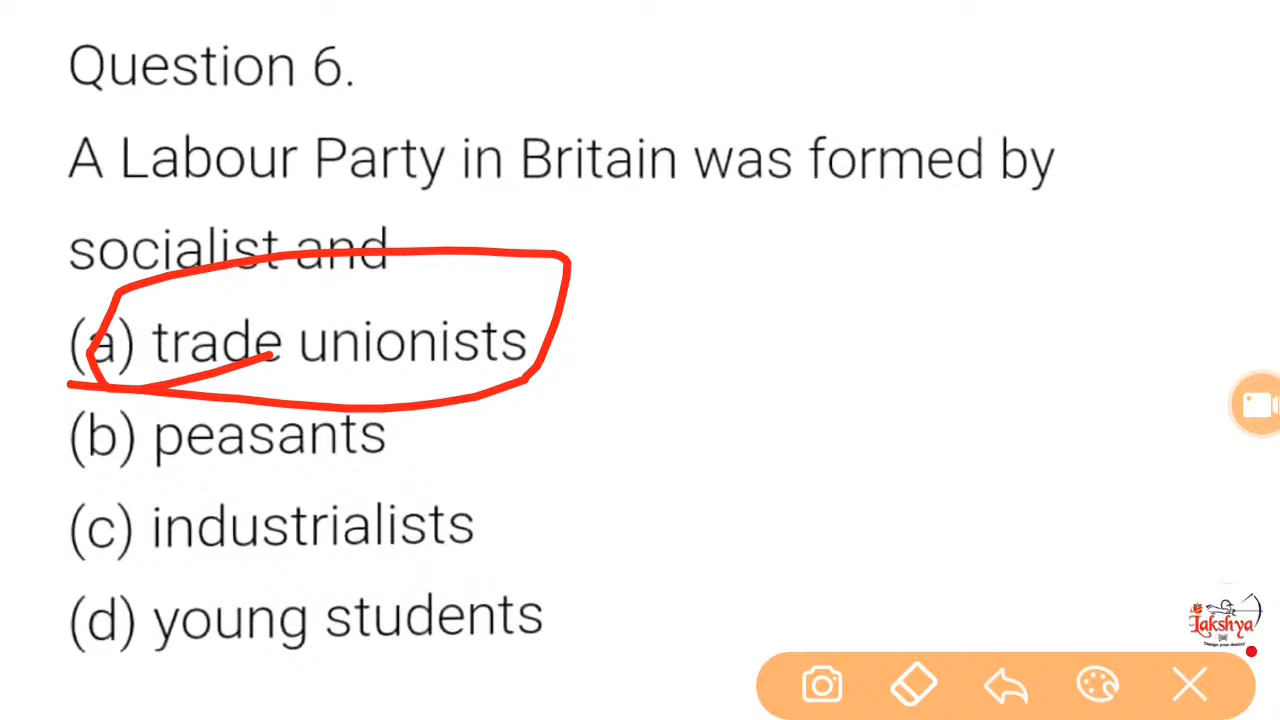 Question 6.
A Labour Party in Britain was formed by
socialist and
(a) trade unionists
(b) peasants
(c) industrialists
(d) young students
Lakshya